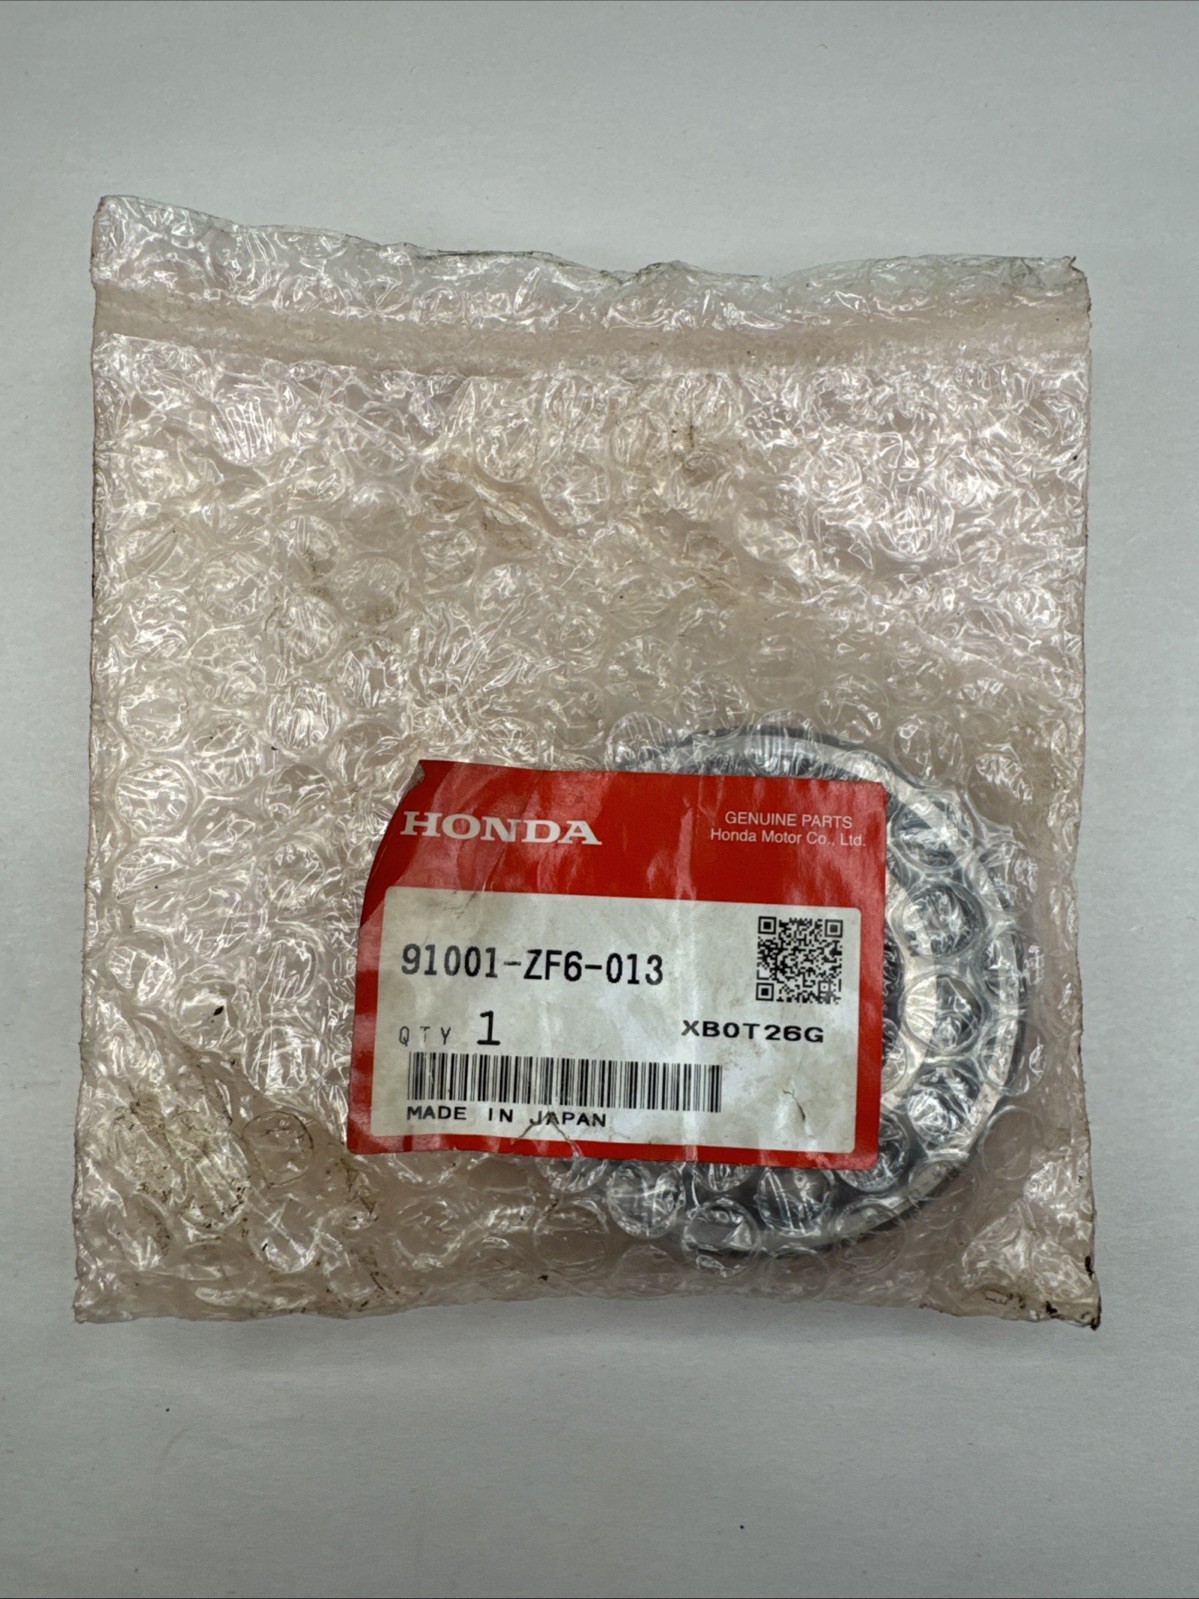 HONDA
GENUINE PARTS
Honda Motor Co., Ltd.
91001-ZF6-013
QTY 1
XB0T26G
MADE IN JAPAN